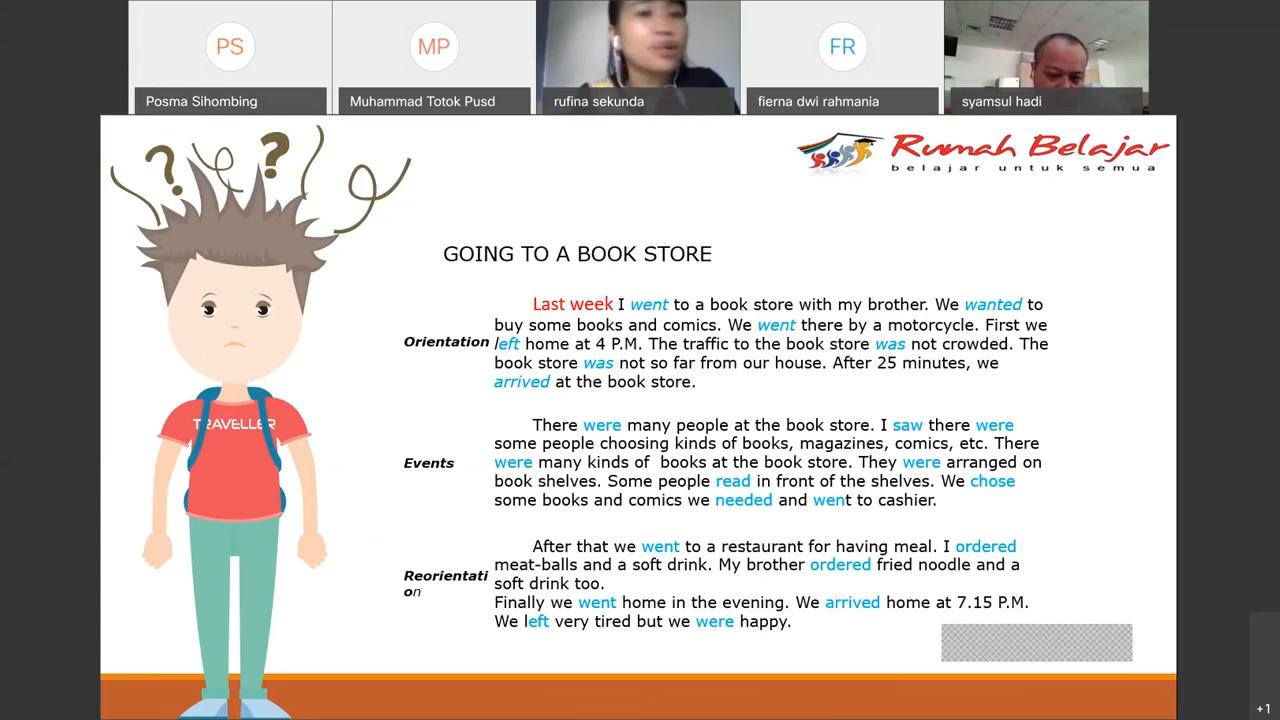 PS
MP
FR
Posma Sihombing
Muhammad Totok Pusd
rufina sekunda
fierna dwi rahmania
syamsul hadi
? ?
Rumah Belajar
belajar untuk semua
TRAVELLER
GOING TO A BOOK STORE
Orientation
Last week I went to a book store with my brother. We wanted to
buy some books and comics. We went there by a motorcycle. First we
left home at 4 P.M. The traffic to the book store was not crowded. The
book store was not so far from our house. After 25 minutes, we
arrived at the book store.
Events
There were many people at the book store. I saw there were
some people choosing kinds of books, magazines, comics, etc. There
were many kinds of books at the book store. They were arranged on
book shelves. Some people read in front of the shelves. We chose
some books and comics we needed and went to cashier.
Reorientati
on
After that we went to a restaurant for having meal. I ordered
meat-balls and a soft drink. My brother ordered fried noodle and a
soft drink too.
Finally we went home in the evening. We arrived home at 7.15 P.M.
We left very tired but we were happy.
+1